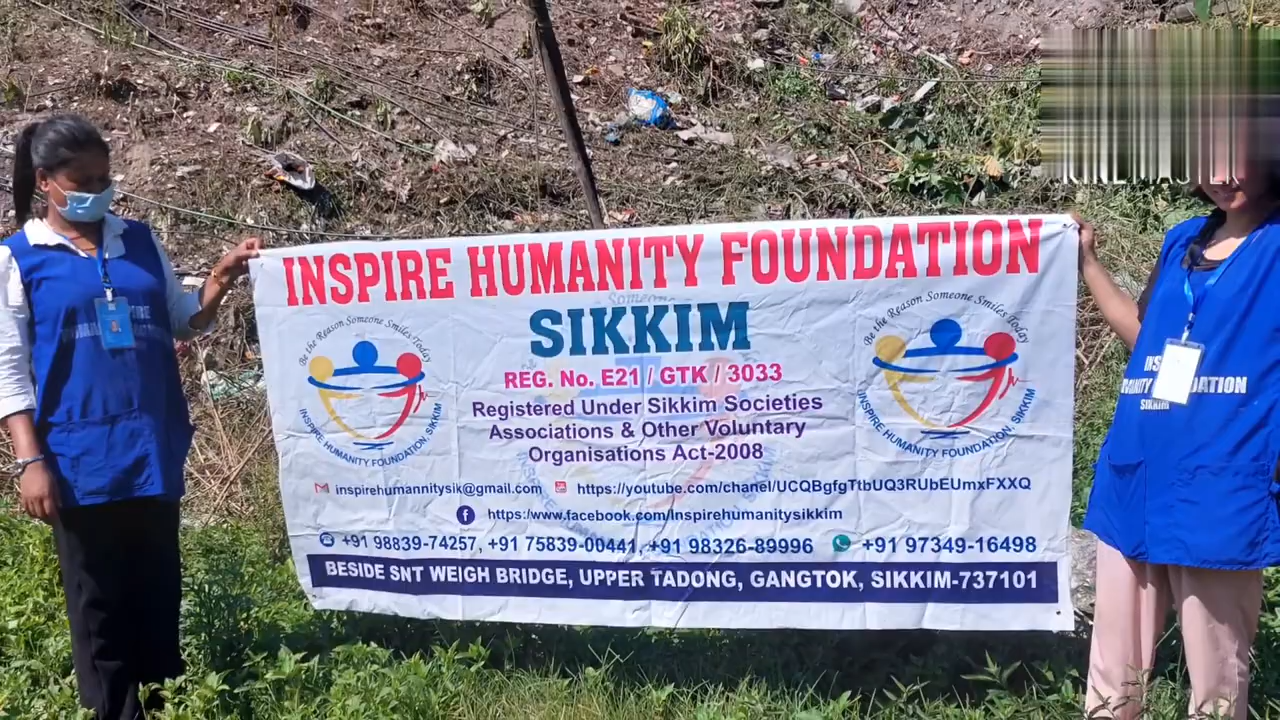 INSPIRE HUMANITY FOUNDATION
SIKKIM
REG. No. E21 / GTK / 3033
Registered Under Sikkim Societies
Associations & Other Voluntary
Organisations Act-2008
Be the Reason Someone Smiles Today
INSPIRE HUMANITY FOUNDATION, SIKKIM
Be the Reason Someone Smiles Today
INSPIRE HUMANITY FOUNDATION, SIKKIM
inspirehumannitysik@gmail.com https://youtube.com/chanel/UCQBgfgTtbUQ3RUbEUmxFXXQ
https:/www.facebook.com/Inspirehumanitysikkim
+91 98839-74257, +91 75839-00441, +91 98326-89996 +91 97349-16498
BESIDE SNT WEIGH BRIDGE, UPPER TADONG, GANGTOK, SIKKIM-737101
FOUNDATION
SIKKIM